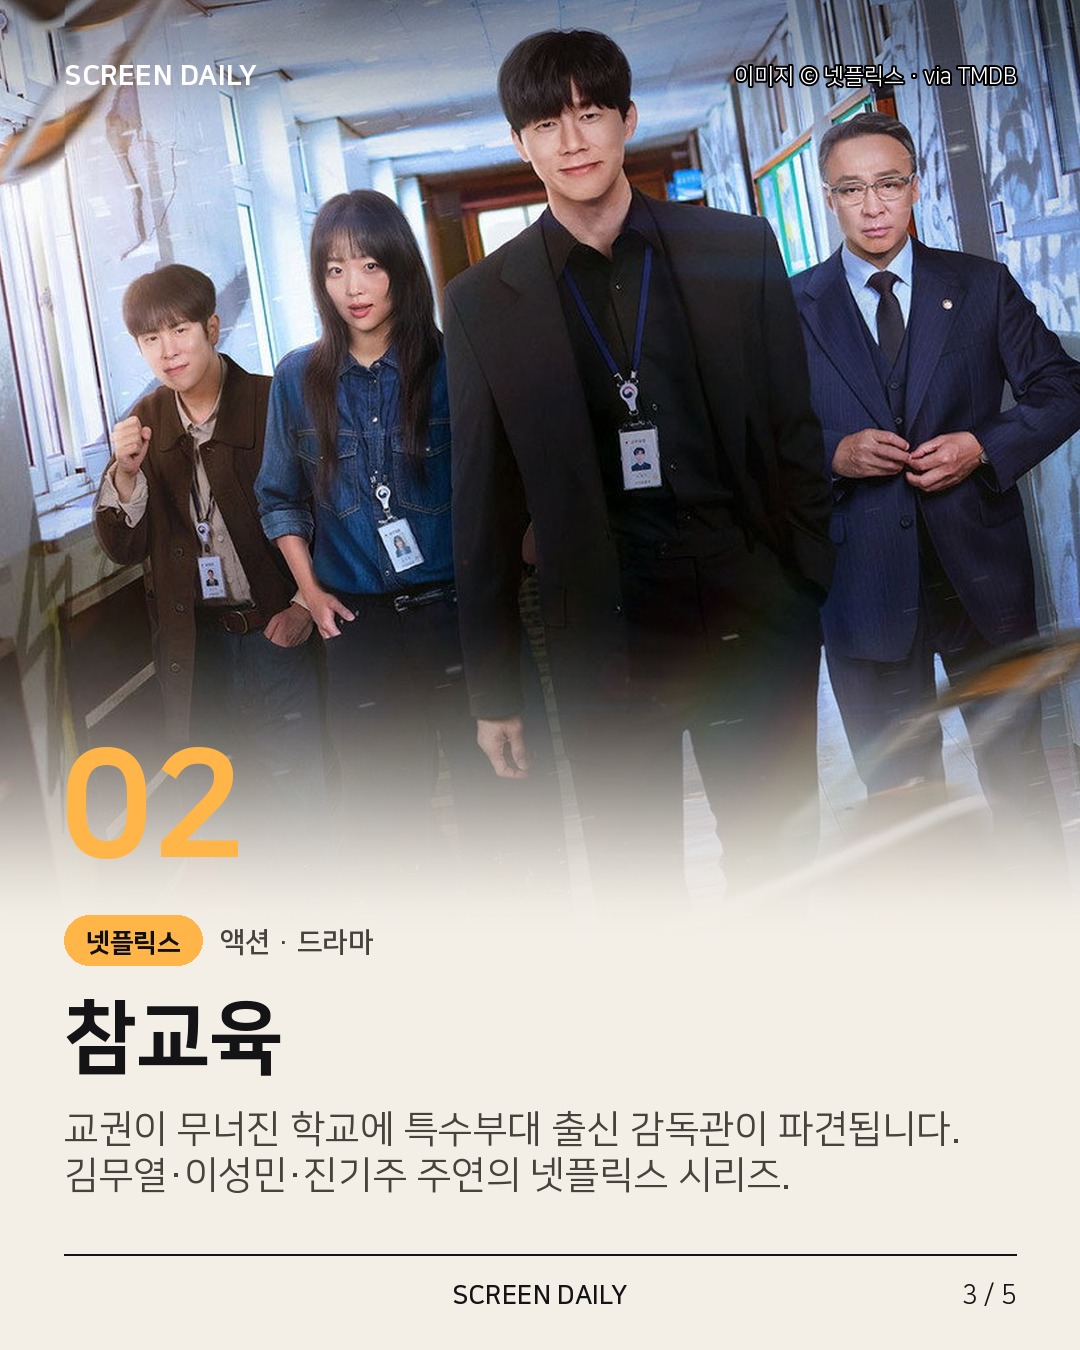 SCREEN DAILY
이미지 © 넷플릭스 · via TMDB
02
넷플릭스 액션 · 드라마
참교육
교권이 무너진 학교에 특수부대 출신 감독관이 파견됩니다.
김무열·이성민·진기주 주연의 넷플릭스 시리즈.
SCREEN DAILY
3 / 5